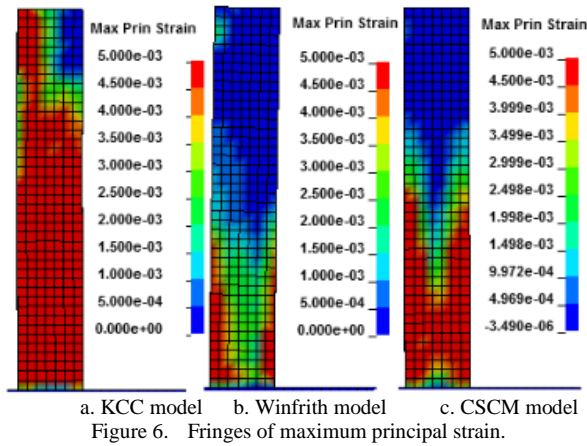 Max Prin Strain
5.000e-03
4.500e-03
4.000e-03
3.500e-03
3.000e-03
2.500e-03
2.000e-03
1.500e-03
1.000e-03
5.000e-04
0.000e+00
Max Prin Strain
5.000e-03
4.500e-03
4.000e-03
3.500e-03
3.000e-03
2.500e-03
2.000e-03
1.500e-03
1.000e-03
5.000e-04
0.000e+00
Max Prin Strain
5.000e-03
4.500e-03
3.999e-03
3.499e-03
2.999e-03
2.498e-03
1.998e-03
1.498e-03
9.972e-04
4.969e-04
-3.490e-06
a. KCC model b. Winfrith model c. CSCM model
Figure 6. Fringes of maximum principal strain.